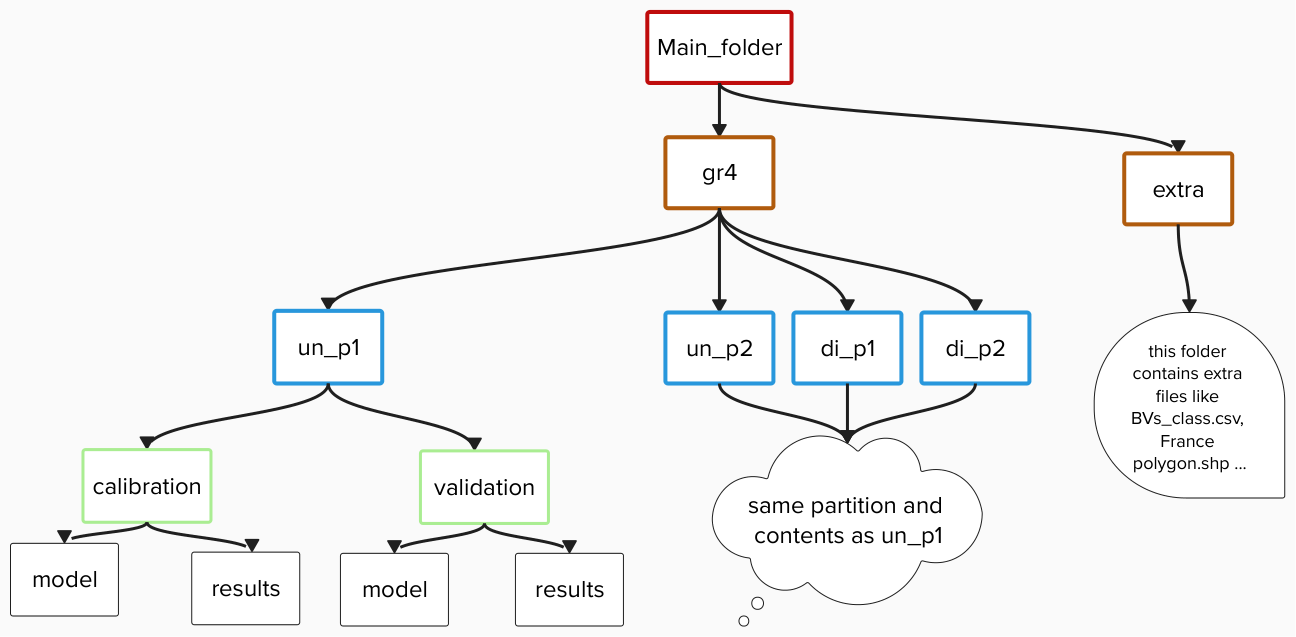 Main_folder
gr4
extra
un_p1
un_p2
di_p1
di_p2
this folder
contains extra
files like
BVs_class.csv,
France
polygon.shp ...
calibration
validation
same partition and
contents as un_p1
model
results
model
results